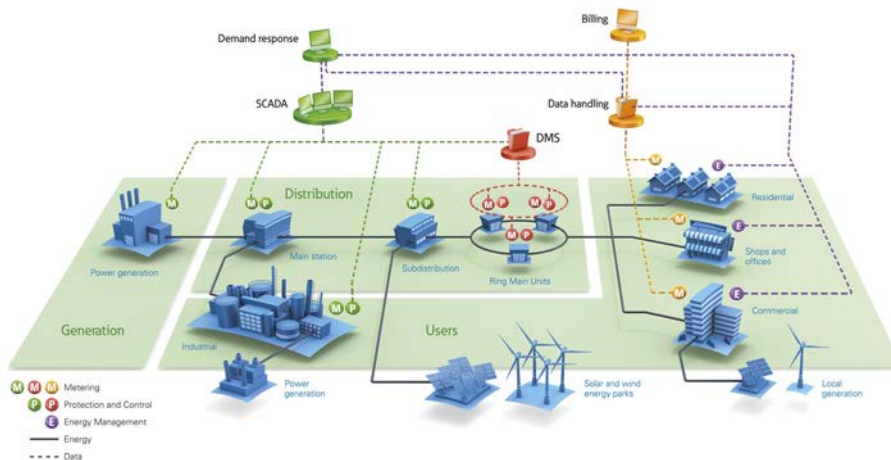 Billing
Demand response
SCADA
Data handling
DMS
M
E
M
M P
M P
Distribution
M P
M P
Residential
M
E
M P
Power generation
Main station
Subdistribution
Ring Main Units
Shops and
offices
M P
M
E
Generation
Industrial
Users
Commercial
Power
generation
Solar and wind
energy parks
Local
generation
M M M Metering
P P Protection and Control
E Energy Management
Energy
Data